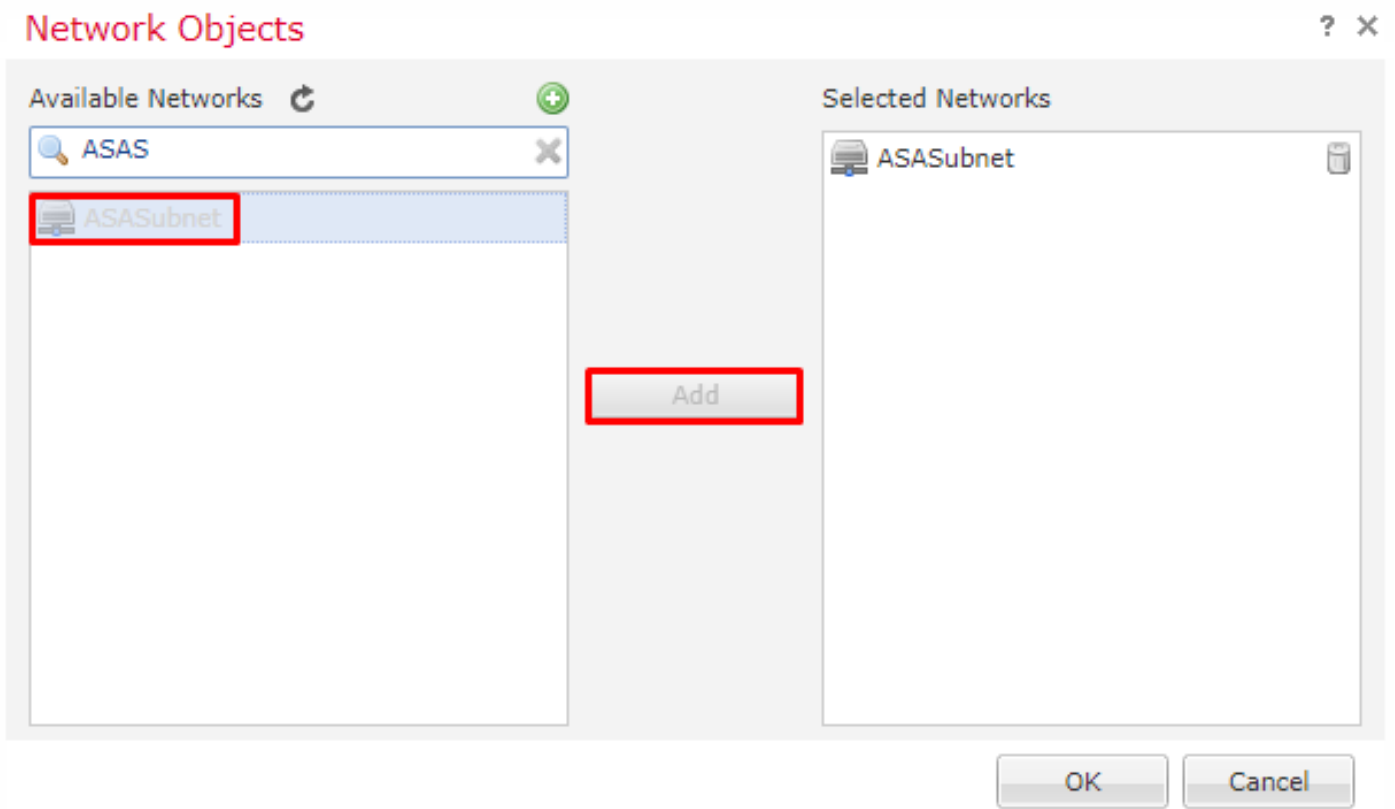 Network Objects
?
Available Networks
Selected Networks
ASAS
ASASubnet
ASASubnet
Add
OK
Cancel